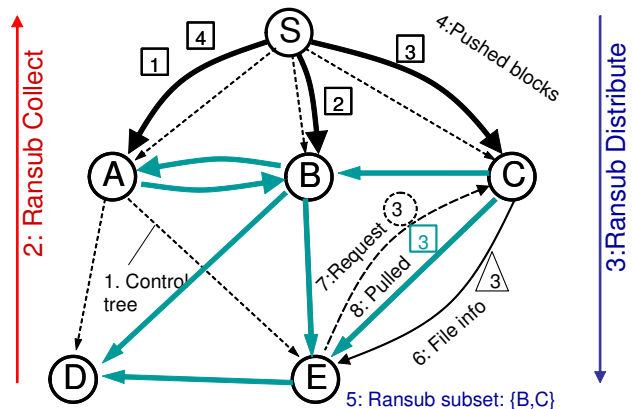 S
4:Pushed blocks
1
4
2
3
2: Ransub Collect
3:Ransub Distribute
A
B
C
3
3
3
7:Request
8: Pulled
6: File info
1. Control
tree
D
E
5: Ransub subset: {B,C}